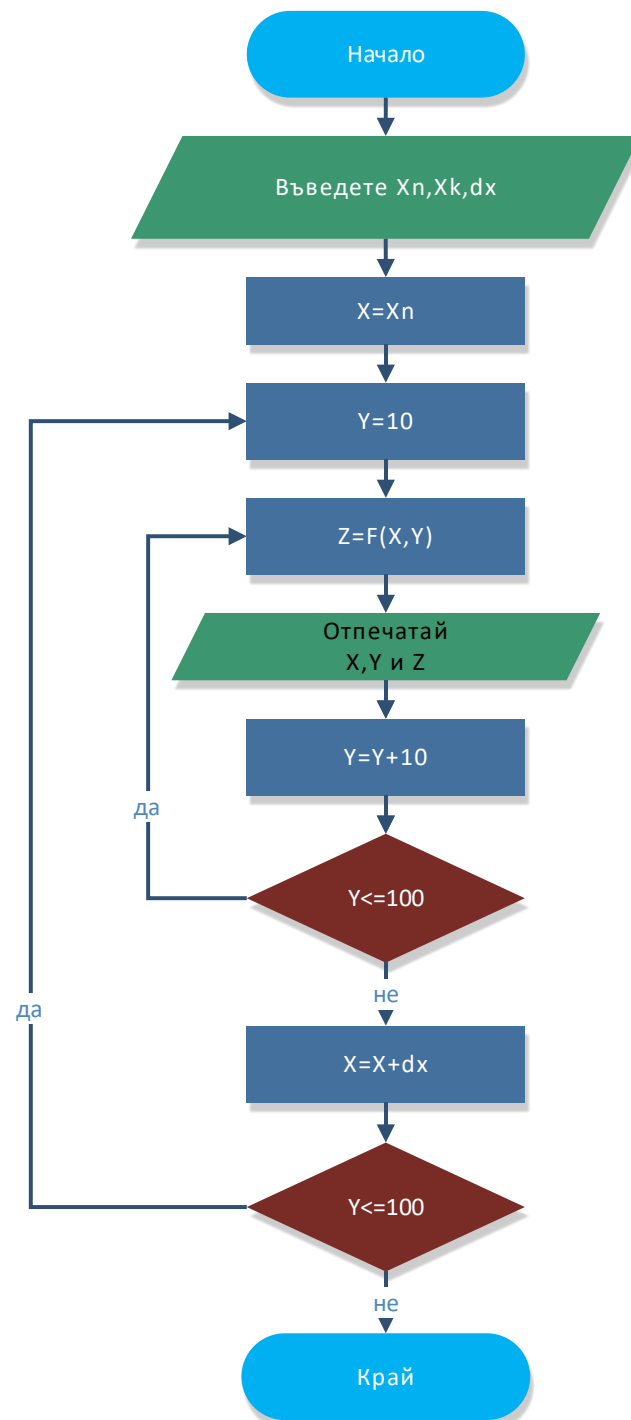 Начало
Въведете Xn,Xk,dx
X=Xn
Y=10
Z=F(X,Y)
Отпечатай
X,Y и Z
Y=Y+10
да
Y<=100
не
да
X=X+dx
Y<=100
не
Край